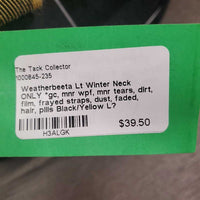 The Tack Collector
1000845-235
Weatherbeeta Lt Winter Neck
ONLY *gc, mnr wpf, mnr tears, dirt,
film, frayed straps, dust, faded,
hair, pills Black/Yellow L?
$39.50
H3ALGK